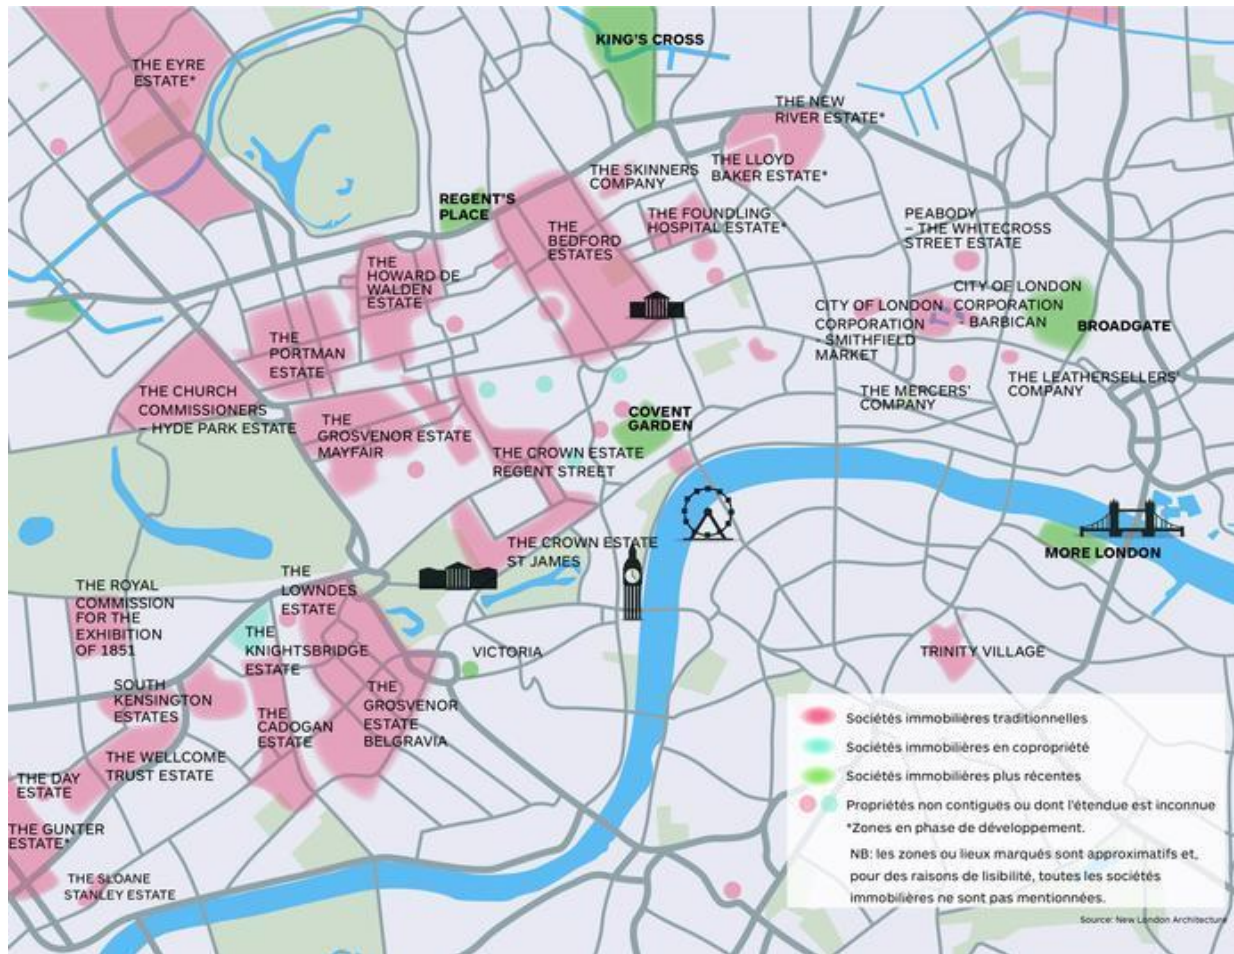 KING'S CROSS
THE EYRE
ESTATE*
THE NEW
RIVER ESTATE*
THE LLOYD
BAKER ESTATE*
THE SKINNERS
COMPANY
REGENT'S
PLACE
THE FOUNDLING
HOSPITAL ESTATE*
PEABODY
– THE WHITECROSS
STREET ESTATE
THE
BEDFORD
ESTATES
THE
HOWARD DE
WALDEN
ESTATE
CITY OF LONDON
CORPORATION
- BARBICAN
CITY OF LONDON
CORPORATION
- SMITHFIELD
MARKET
BROADGATE
THE
PORTMAN
ESTATE
THE LEATHERSELLERS'
COMPANY
THE MERCERS'
COMPANY
THE CHURCH
COMMISSIONERS
– HYDE PARK ESTATE
THE
GROSVENOR ESTATE
MAYFAIR
COVENT
GARDEN
THE CROWN ESTATE
REGENT STREET
THE CROWN ESTATE
ST JAMES
MORE LONDON
THE
LOWNDES
ESTATE
THE ROYAL
COMMISSION
FOR THE
EXHIBITION
OF 1851
THE
KNIGHTSBRIDGE
ESTATE
VICTORIA
TRINITY VILLAGE
SOUTH
KENSINGTON
ESTATES
THE
CADOGAN
ESTATE
THE
GROSVENOR
ESTATE
BELGRAVIA
THE WELLCOME
TRUST ESTATE
THE DAY
ESTATE
THE GUNTER
ESTATE*
THE SLOANE
STANLEY ESTATE
Sociétés immobilières traditionnelles
Sociétés immobilières en copropriété
Sociétés immobilières plus récentes
Propriétés non contiguës ou dont l'étendue est inconnue
*Zones en phase de développement.
NB: les zones ou lieux marqués sont approximatifs et,
pour des raisons de lisibilité, toutes les sociétés
immobilières ne sont pas mentionnées.
Source: New London Architecture